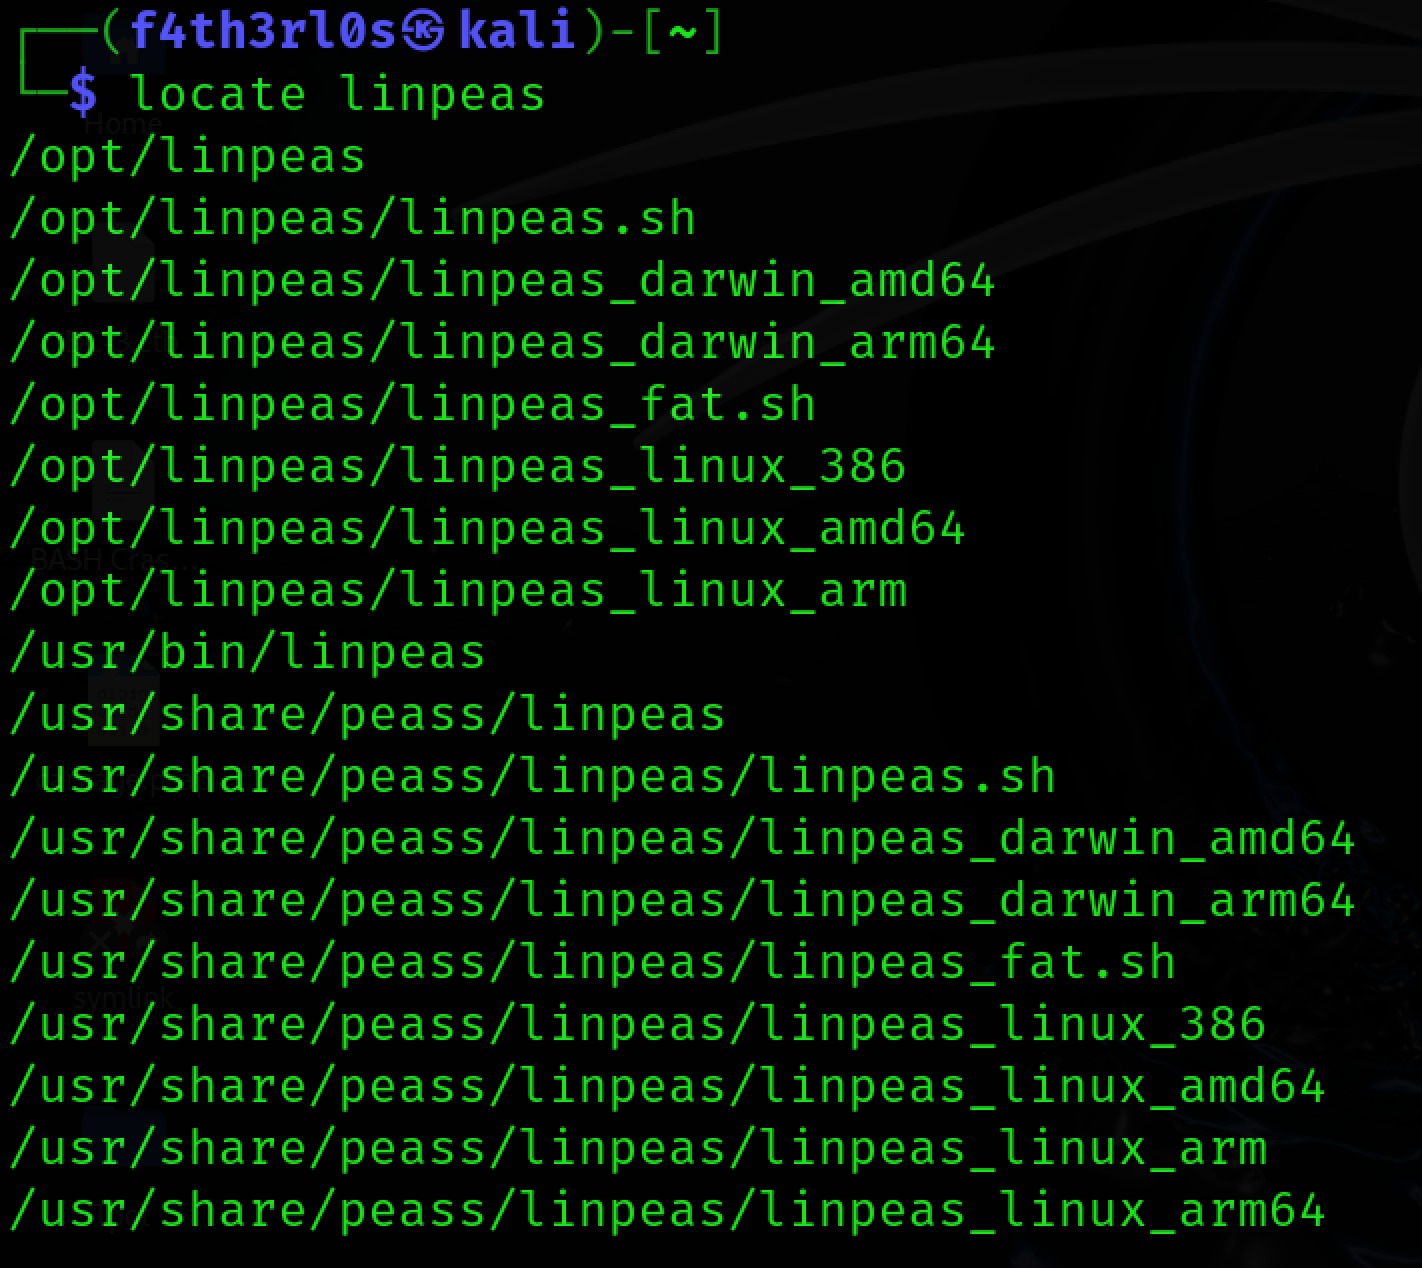 ┌──(f4th3rl0s㉿kali)-[~]
└─$ locate linpeas
Home
/opt/linpeas
/opt/linpeas/linpeas.sh
/opt/linpeas/linpeas_darwin_amd64
/opt/linpeas/linpeas_darwin_arm64
/opt/linpeas/linpeas_fat.sh
/opt/linpeas/linpeas_linux_386
/opt/linpeas/linpeas_linux_amd64
BASH Cras...
/opt/linpeas/linpeas_linux_arm
/usr/bin/linpeas
/usr/share/peass/linpeas
/usr/share/peass/linpeas/linpeas.sh
/usr/share/peass/linpeas/linpeas_darwin_amd64
/usr/share/peass/linpeas/linpeas_darwin_arm64
/usr/share/peass/linpeas/linpeas_fat.sh
symlink
/usr/share/peass/linpeas/linpeas_linux_386
/usr/share/peass/linpeas/linpeas_linux_amd64
/usr/share/peass/linpeas/linpeas_linux_arm
/usr/share/peass/linpeas/linpeas_linux_arm64